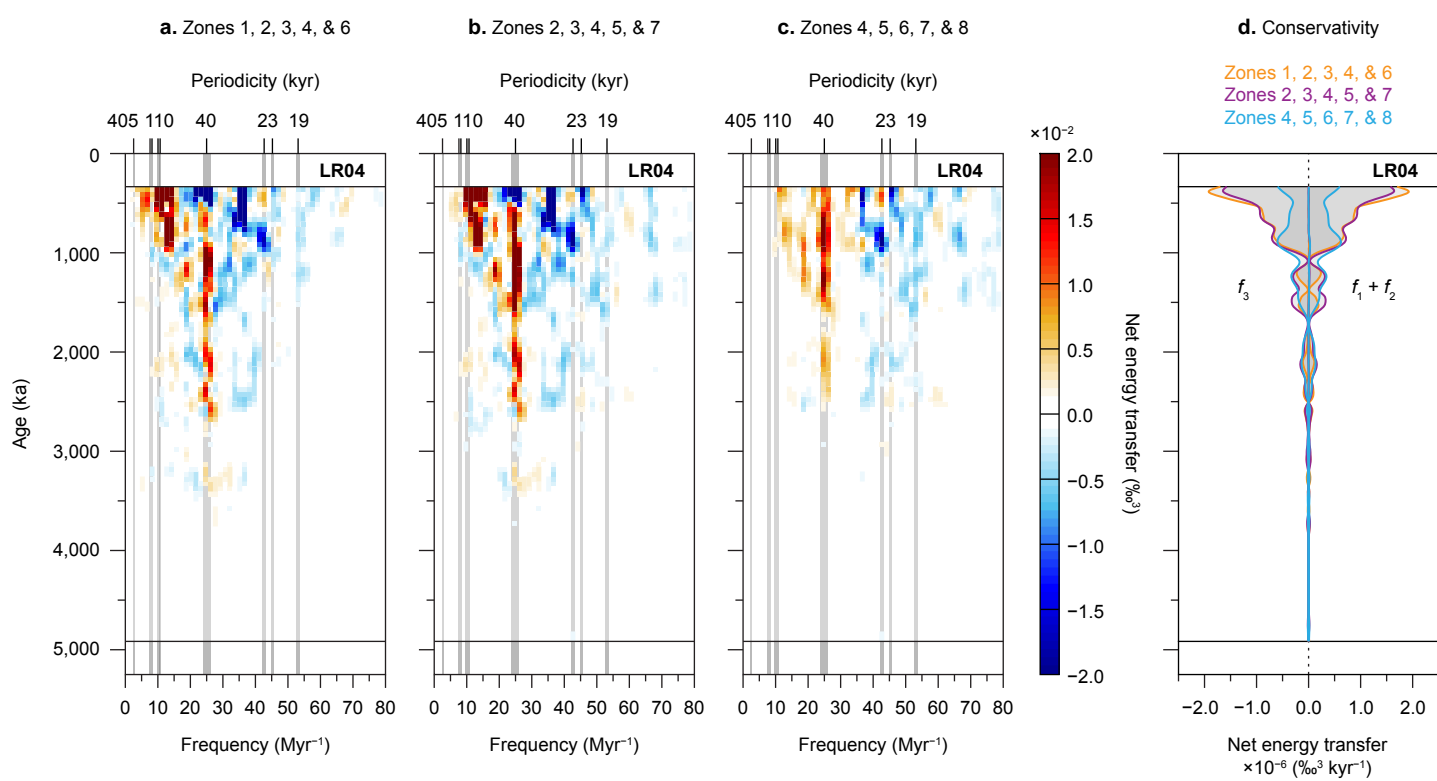 a. Zones 1, 2, 3, 4, & 6
b. Zones 2, 3, 4, 5, & 7
c. Zones 4, 5, 6, 7, & 8
d. Conservativity
Periodicity (kyr)
Periodicity (kyr)
Periodicity (kyr)
Zones 1, 2, 3, 4, & 6
Zones 2, 3, 4, 5, & 7
Zones 4, 5, 6, 7, & 8
405 110 40 23 19
405 110 40 23 19
405 110 40 23 19
×10⁻²
LR04
LR04
LR04
LR04
Age (ka)
0
1,000
2,000
3,000
4,000
5,000
2.0
1.5
1.0
0.5
0.0
−0.5
−1.0
−1.5
−2.0
Net energy transfer (‰³)
f₃
f₁ + f₂
0 10 20 30 40 50 60 70 80
0 10 20 30 40 50 60 70 80
0 10 20 30 40 50 60 70 80
−2.0 −1.0 0.0 1.0 2.0
Frequency (Myr⁻¹)
Frequency (Myr⁻¹)
Frequency (Myr⁻¹)
Net energy transfer
×10⁻⁶ (‰³ kyr⁻¹)